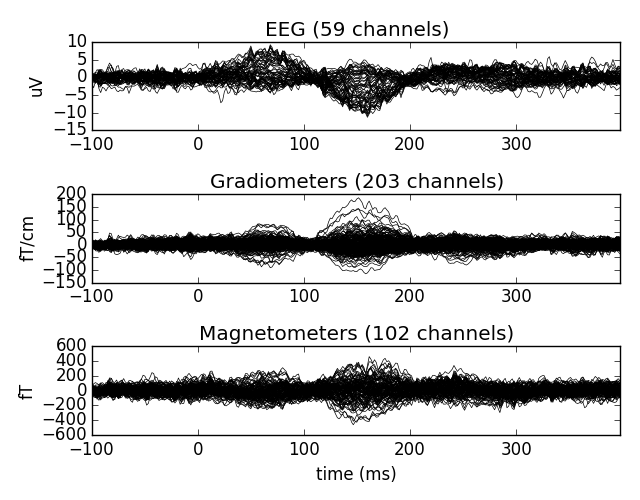 EEG (59 channels)
10
5
0
−5
−10
−15
uV
−100 0 100 200 300
Gradiometers (203 channels)
200
150
100
50
0
−50
−100
−150
fT/cm
−100 0 100 200 300
Magnetometers (102 channels)
600
400
200
0
−200
−400
−600
fT
−100 0 100 200 300
time (ms)